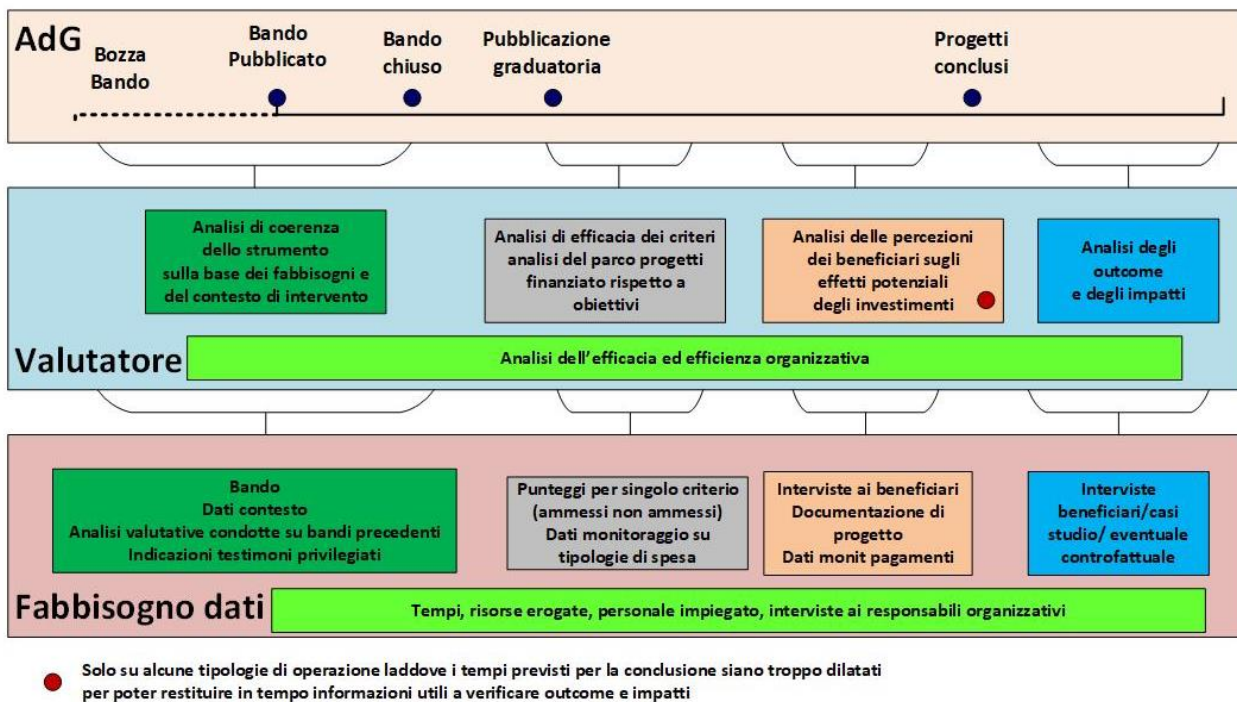 AdG
Bozza
Bando
Bando
Pubblicato
Bando
chiuso
Pubblicazione
graduatoria
Progetti
conclusi
Analisi di coerenza
dello strumento
sulla base dei fabbisogni e
del contesto di intervento
Analisi di efficacia dei criteri
analisi del parco progetti
finanziato rispetto a
obiettivi
Analisi delle percezioni
dei beneficiari sugli
effetti potenziali
degli investimenti
Analisi degli
outcome
e degli impatti
Valutatore
Analisi dell'efficacia ed efficienza organizzativa
Bando
Dati contesto
Analisi valutative condotte su bandi precedenti
Indicazioni testimoni privilegiati
Punteggi per singolo criterio
(ammessi non ammessi)
Dati monitoraggio su
tipologie di spesa
Interviste ai beneficiari
Documentazione di
progetto
Dati monit pagamenti
Interviste
beneficiari/casi
studio/ eventuale
controfattuale
Fabbisogno dati
Tempi, risorse erogate, personale impiegato, interviste ai responsabili organizzativi
Solo su alcune tipologie di operazione laddove i tempi previsti per la conclusione siano troppo dilatati
per poter restituire in tempo informazioni utili a verificare outcome e impatti